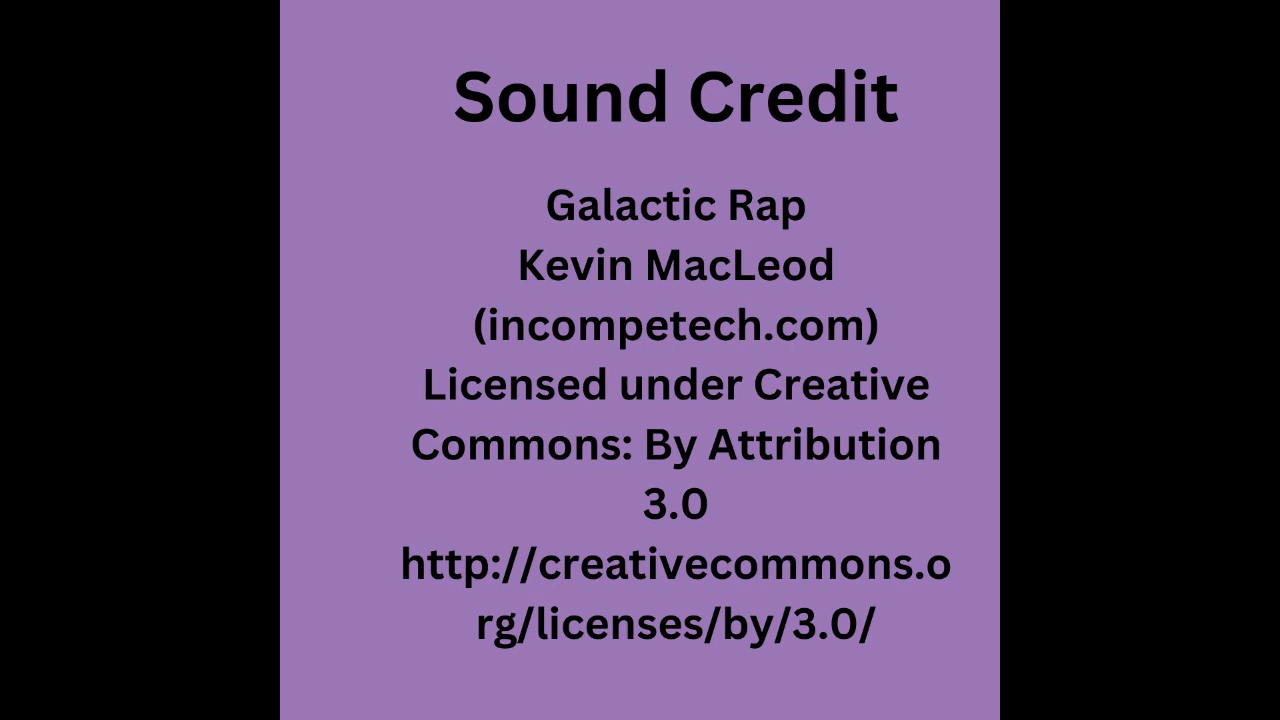 Sound Credit
Galactic Rap
Kevin MacLeod
(incompetech.com)
Licensed under Creative
Commons: By Attribution
3.0
http://creativecommons.o
rg/licenses/by/3.0/